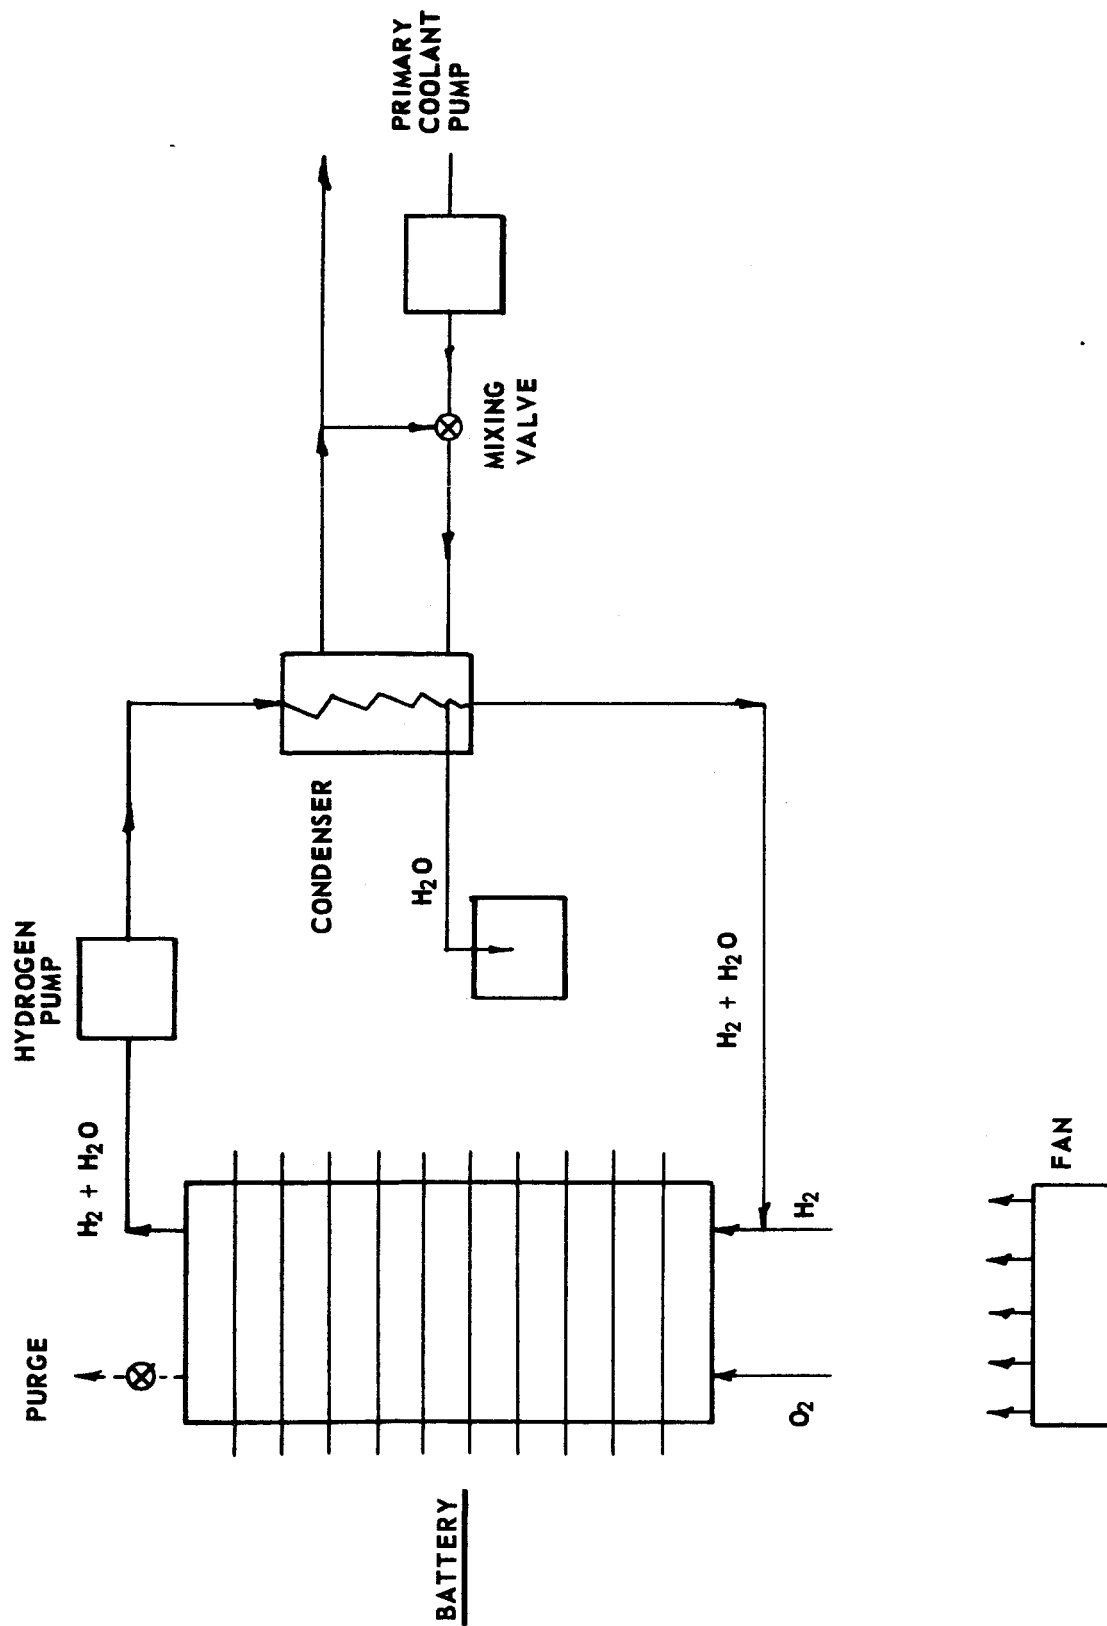 PURGE
H₂ + H₂O
HYDROGEN
PUMP
CONDENSER
H₂O
PRIMARY
COOLANT
PUMP
MIXING
VALVE
BATTERY
H₂ + H₂O
O₂
H₂
FAN